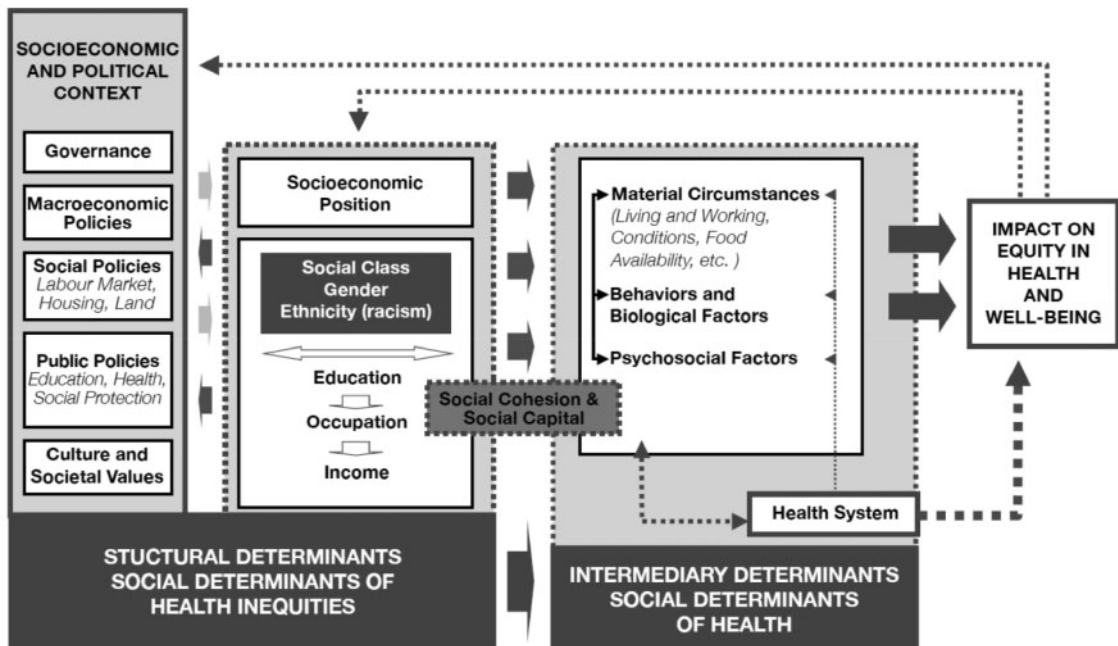 SOCIOECONOMIC
AND POLITICAL
CONTEXT
Governance
Macroeconomic
Policies
Social Policies
Labour Market,
Housing, Land
Public Policies
Education, Health,
Social Protection
Culture and
Societal Values
Socioeconomic
Position
Social Class
Gender
Ethnicity (racism)
Education
Occupation
Income
Social Cohesion &
Social Capital
Material Circumstances
(Living and Working,
Conditions, Food
Availability, etc. )
Behaviors and
Biological Factors
Psychosocial Factors
Health System
IMPACT ON
EQUITY IN
HEALTH
AND
WELL-BEING
STUCTURAL DETERMINANTS
SOCIAL DETERMINANTS OF
HEALTH INEQUITIES
INTERMEDIARY DETERMINANTS
SOCIAL DETERMINANTS
OF HEALTH